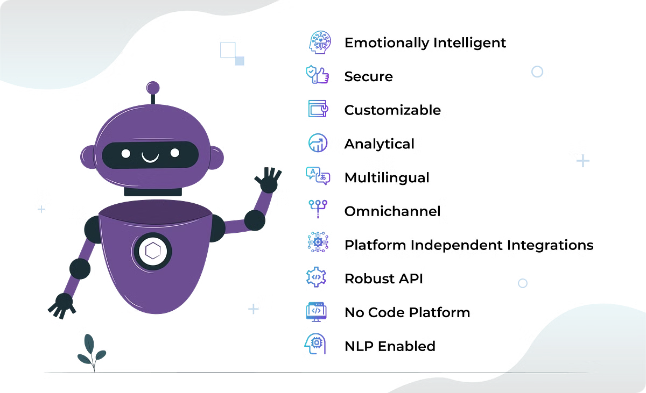 Emotionally Intelligent
Secure
Customizable
Analytical
Multilingual
Omnichannel
Platform Independent Integrations
Robust API
No Code Platform
NLP Enabled